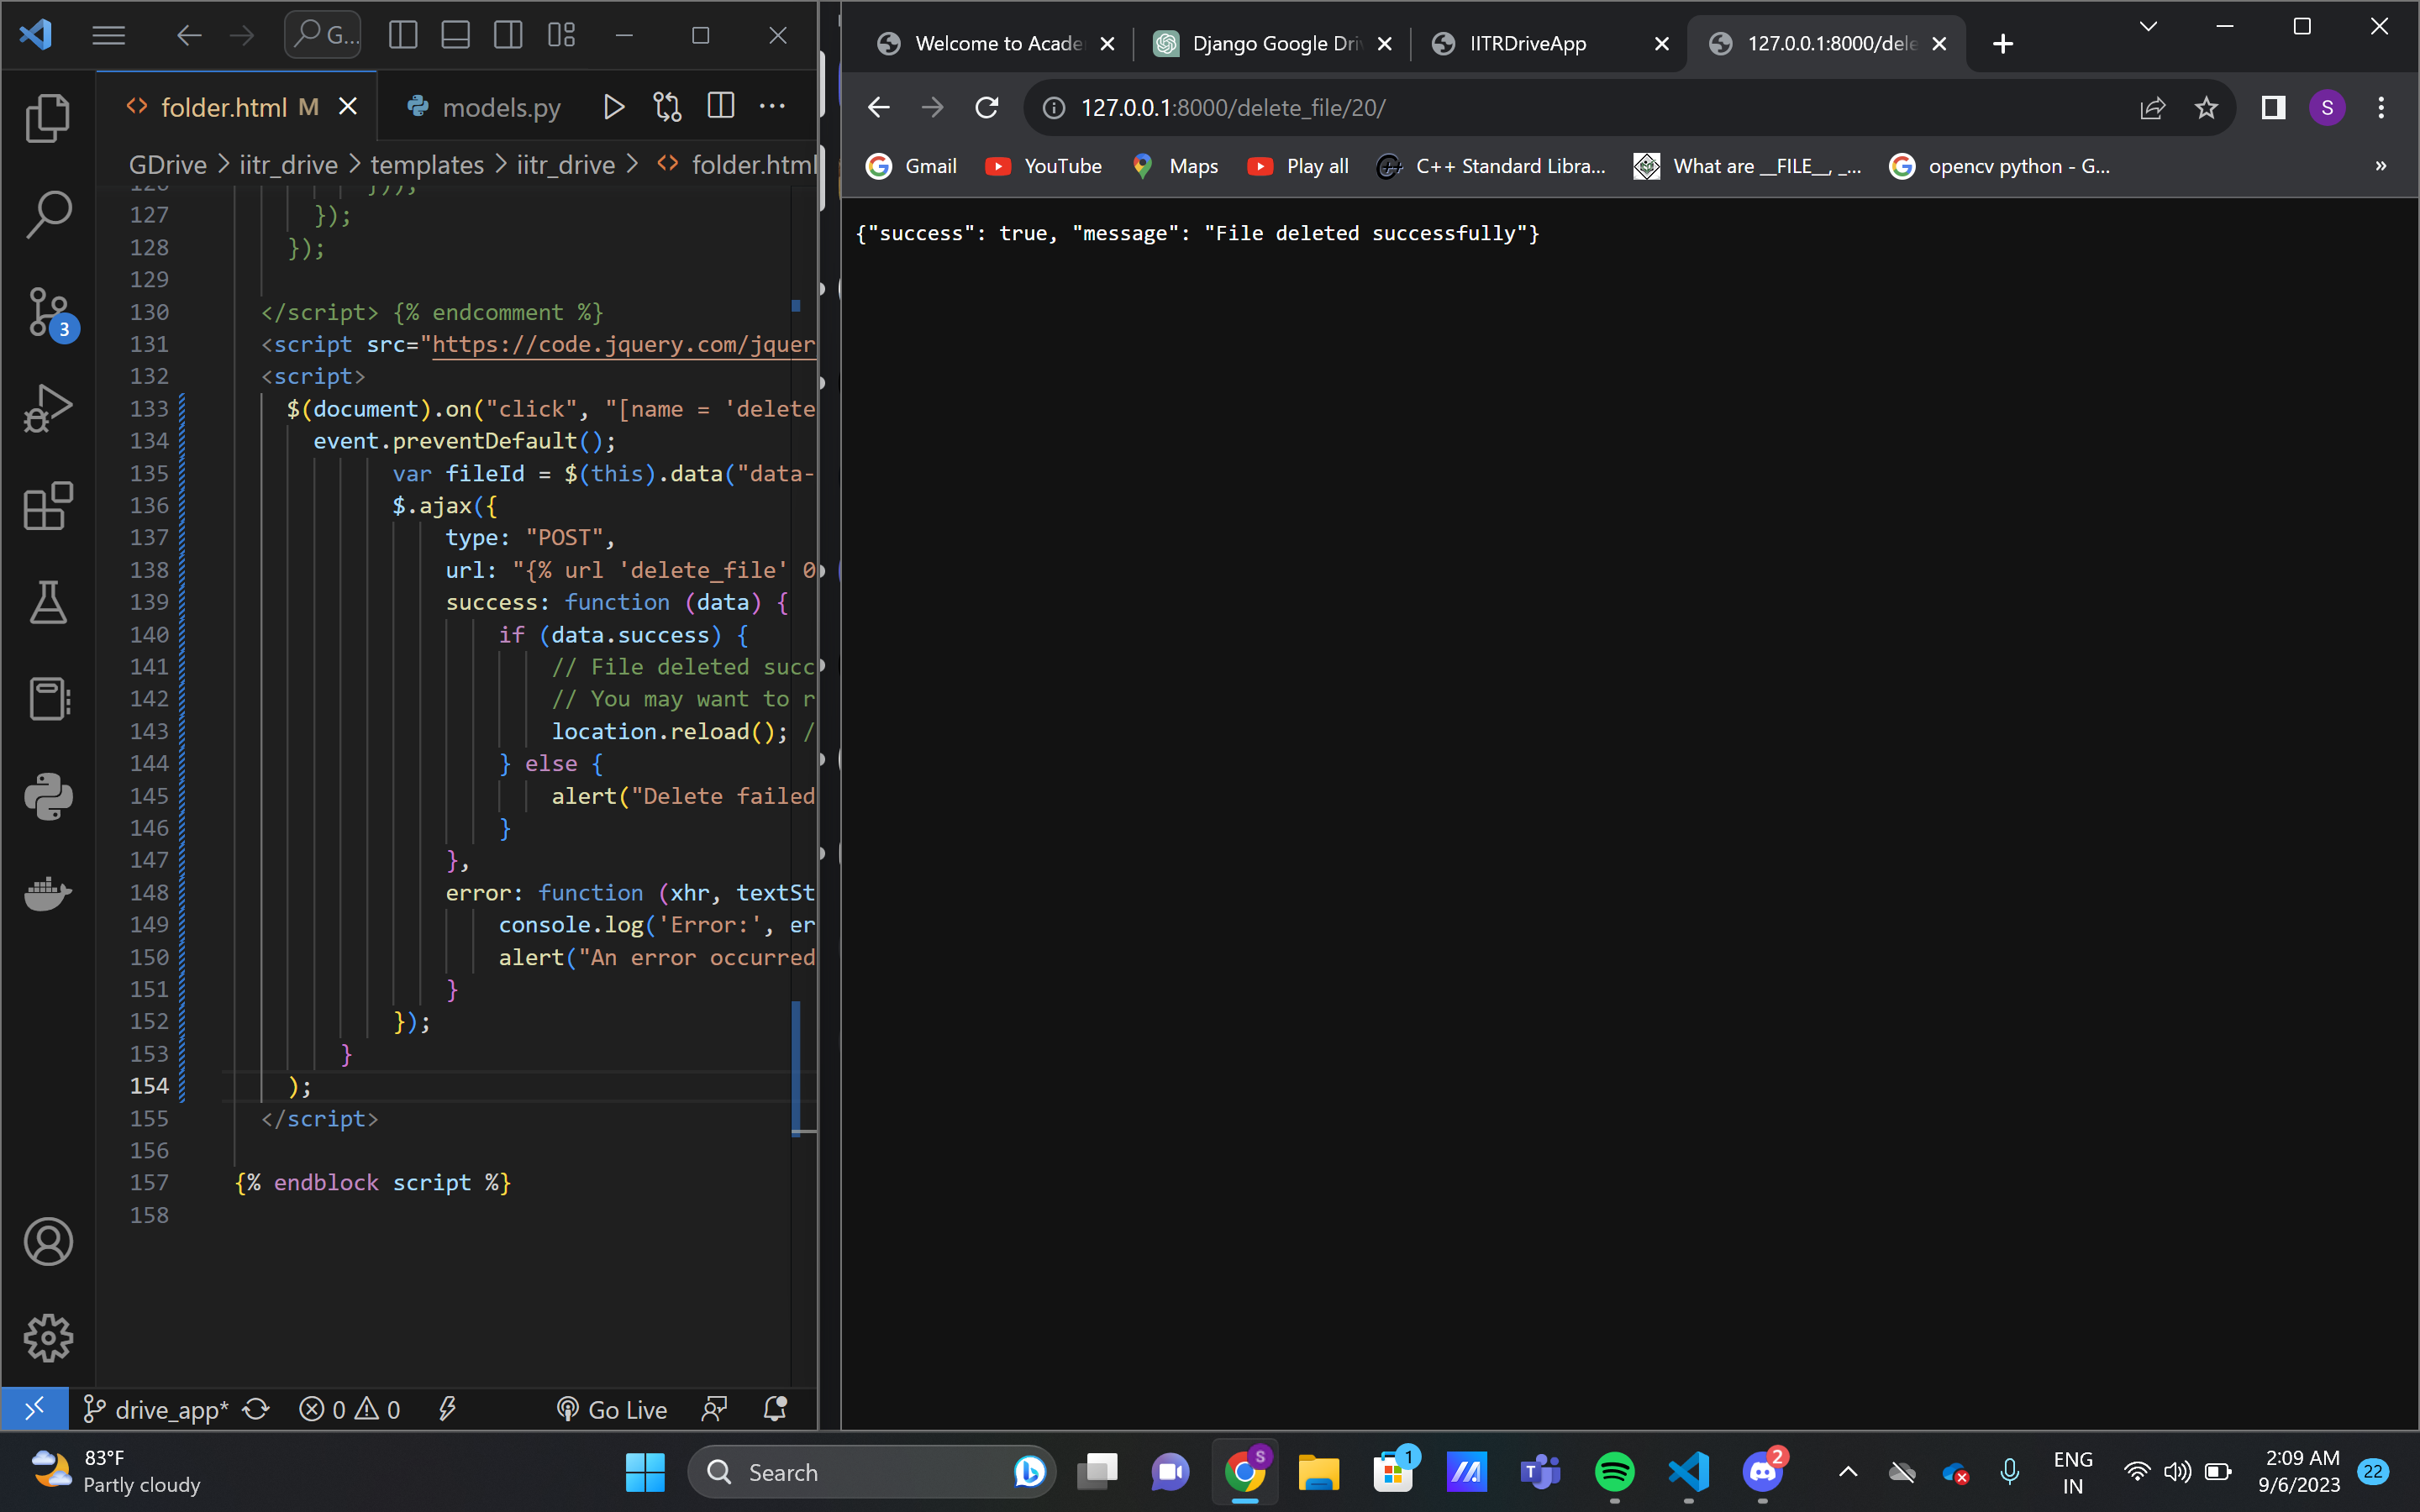 G...
folder.html M
models.py
GDrive > iitr_drive > templates > iitr_drive > <> folder.html
127 });
128 });
129
130 </script> {% endcomment %}
131 <script src="https://code.jquery.com/jquer
132 <script>
133 $(document).on("click", "[name = 'delete
134 event.preventDefault();
135 var fileId = $(this).data("data-
136 $.ajax({
137 type: "POST",
138 url: "{% url 'delete_file' 0
139 success: function (data) {
140 if (data.success) {
141 // File deleted succ
142 // You may want to r
143 location.reload(); /
144 } else {
145 alert("Delete failed
146 }
147 },
148 error: function (xhr, textSt
149 console.log('Error:', er
150 alert("An error occurred
151 }
152 });
153 }
154 );
155 </script>
156
157 {% endblock script %}
158
3
drive_app* 0 0 Go Live
Welcome to Acade
Django Google Dri
IITRDriveApp
127.0.0.1:8000/dele
127.0.0.1:8000/delete_file/20/
S
Gmail YouTube Maps Play all C++ Standard Libra... What are __FILE__, _... opencv python - G... »
{"success": true, "message": "File deleted successfully"}
83°F
Partly cloudy
Search
S
1
2
ENG
IN
2:09 AM
9/6/2023
22